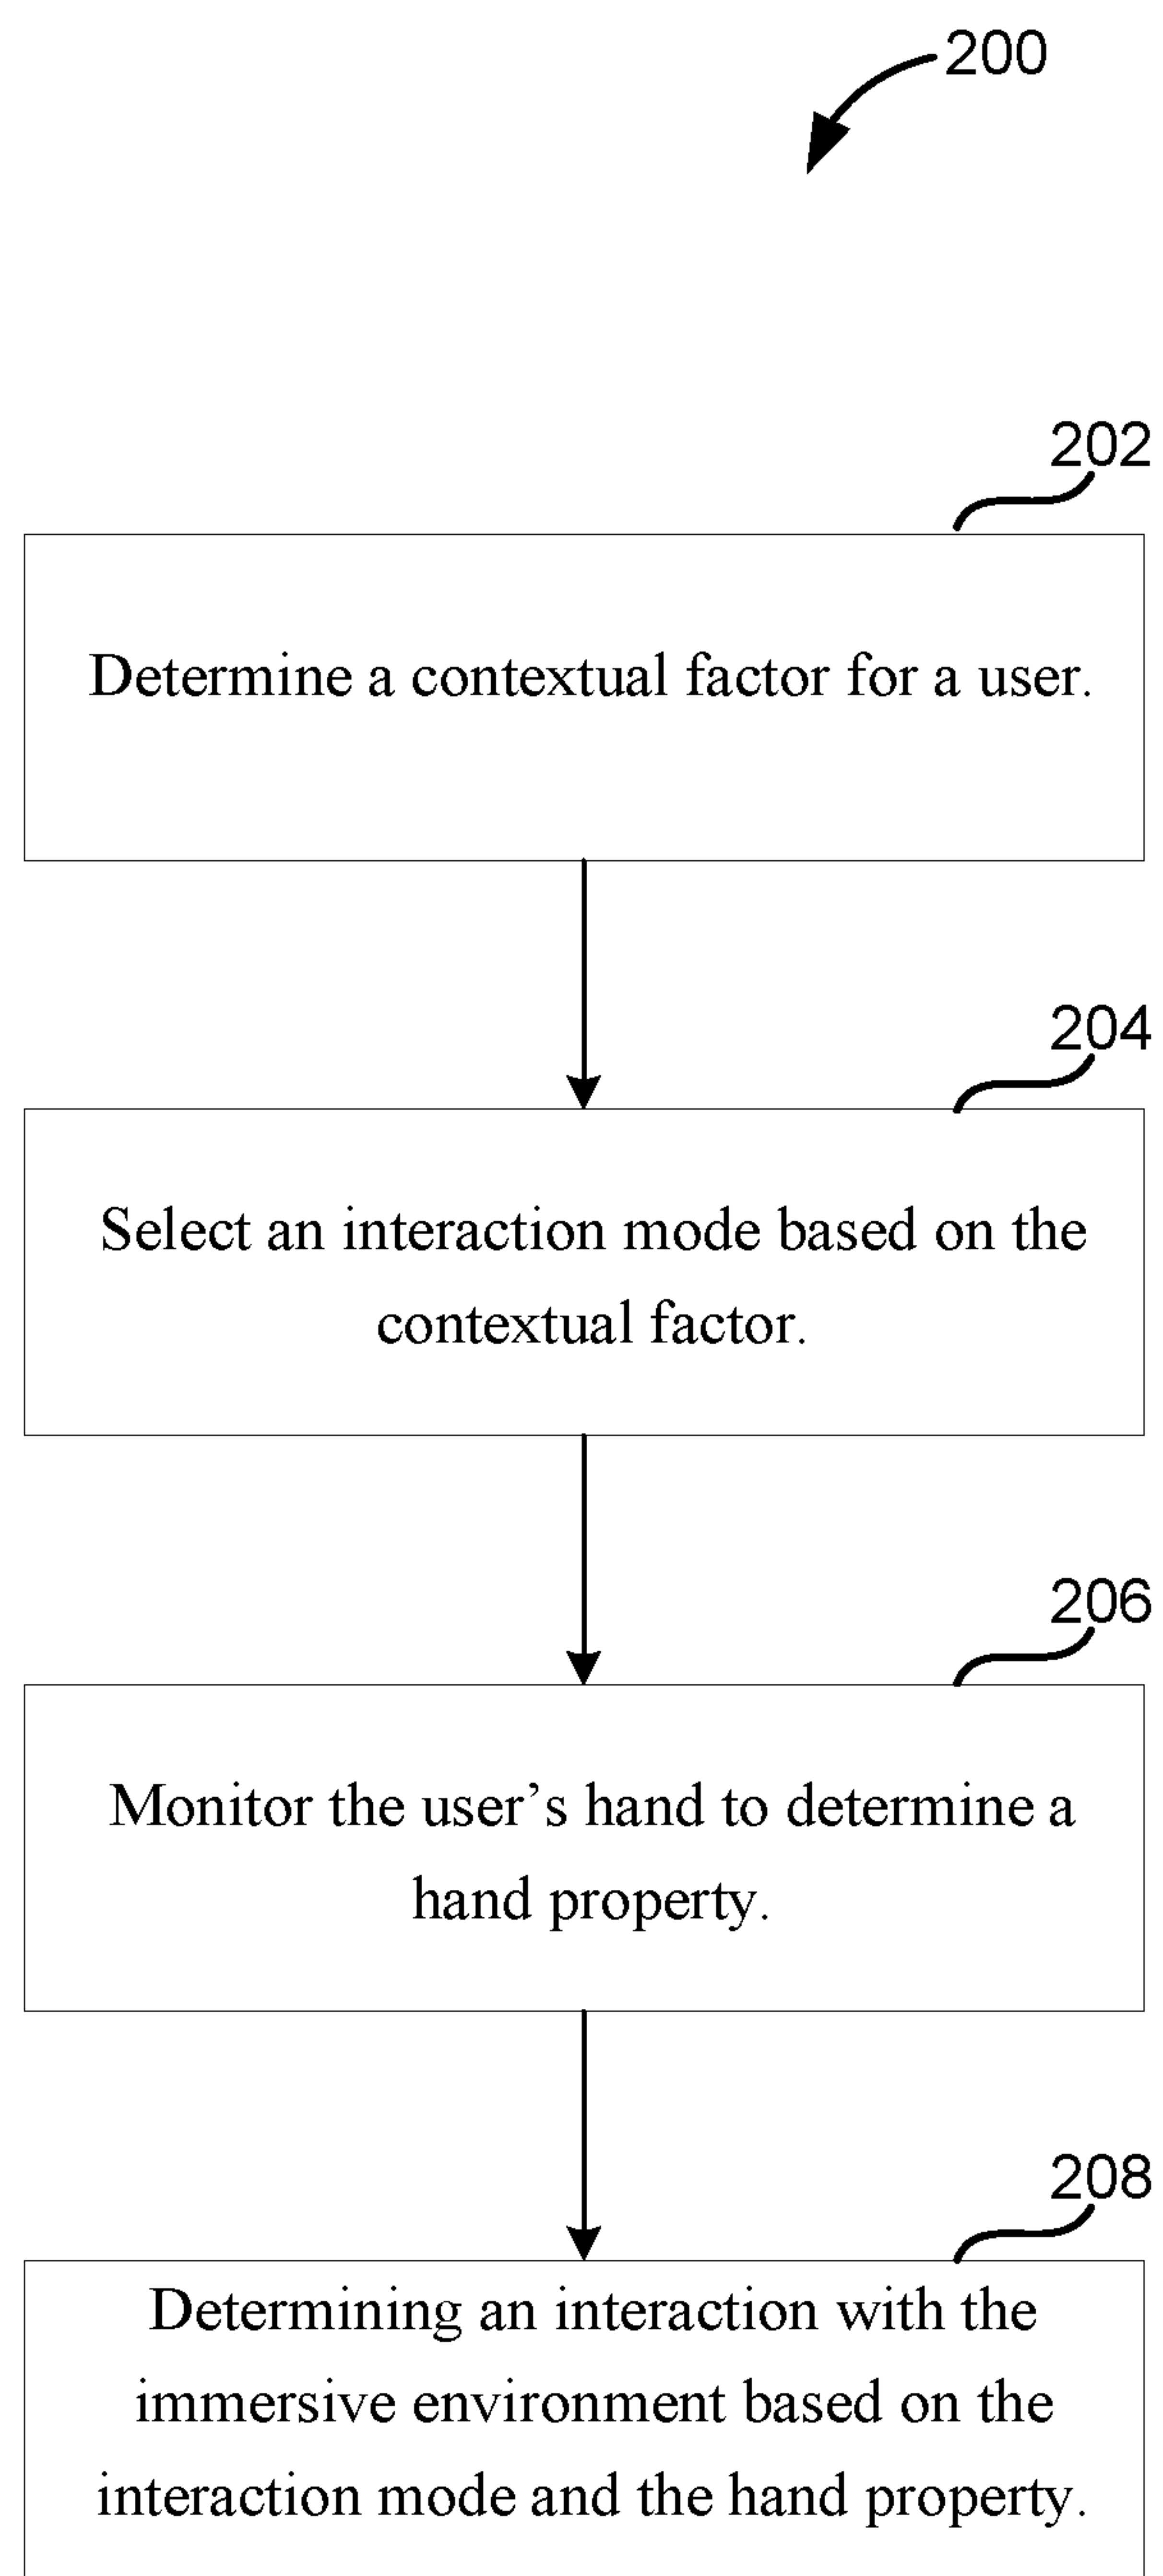 200
202
Determine a contextual factor for a user.
204
Select an interaction mode based on the
contextual factor.
206
Monitor the user’s hand to determine a
hand property.
208
Determining an interaction with the
immersive environment based on the
interaction mode and the hand property.